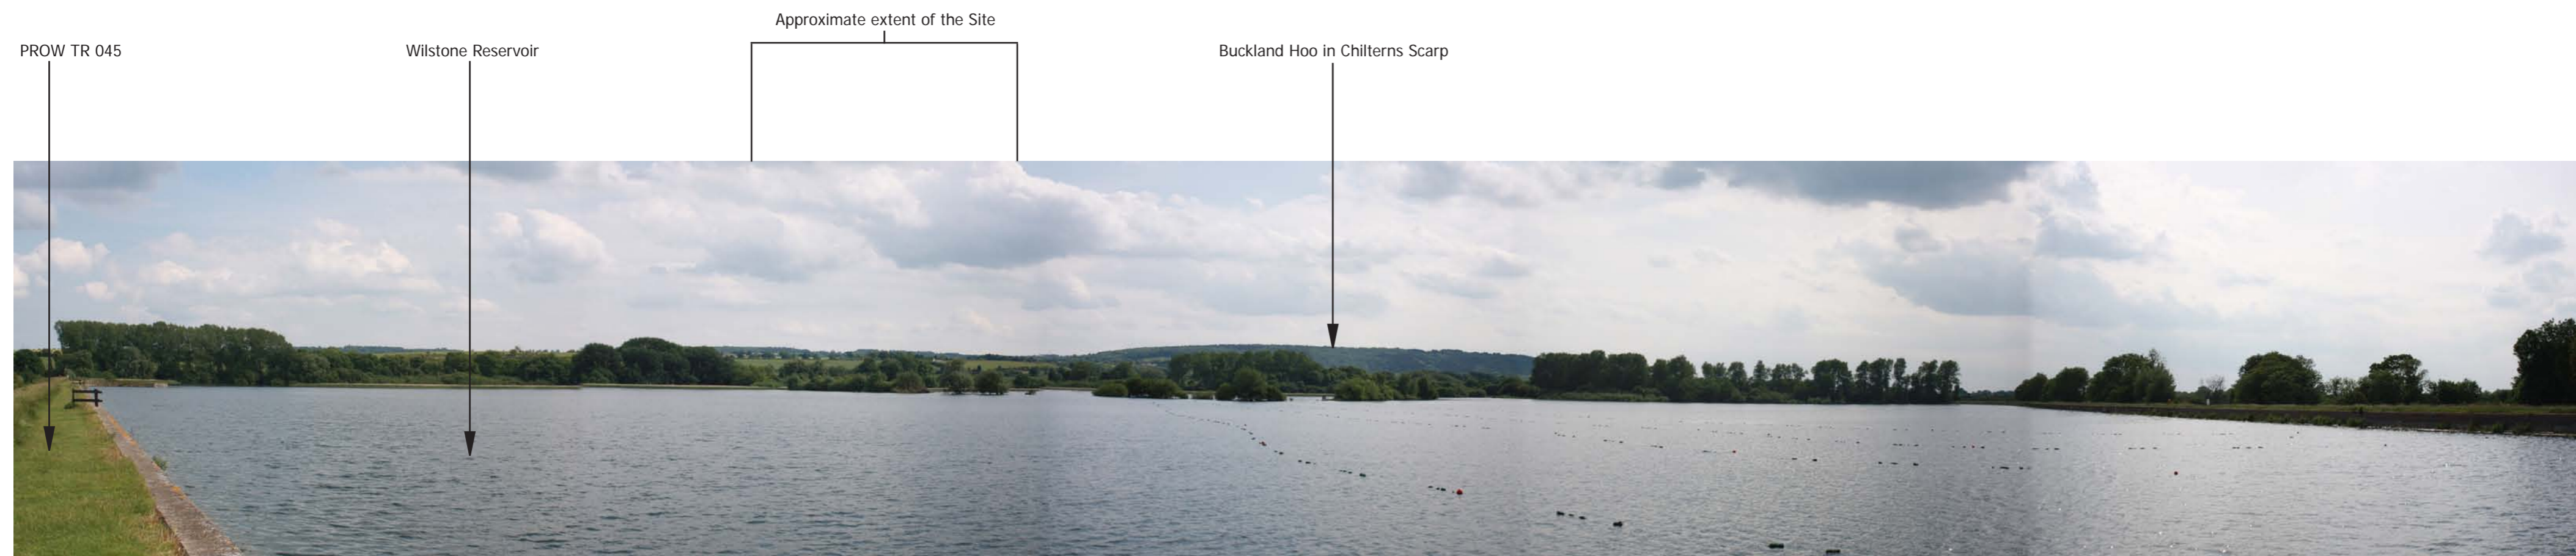 Approximate extent of the Site
PROW TR 045
Wilstone Reservoir
Buckland Hoo in Chilterns Scarp